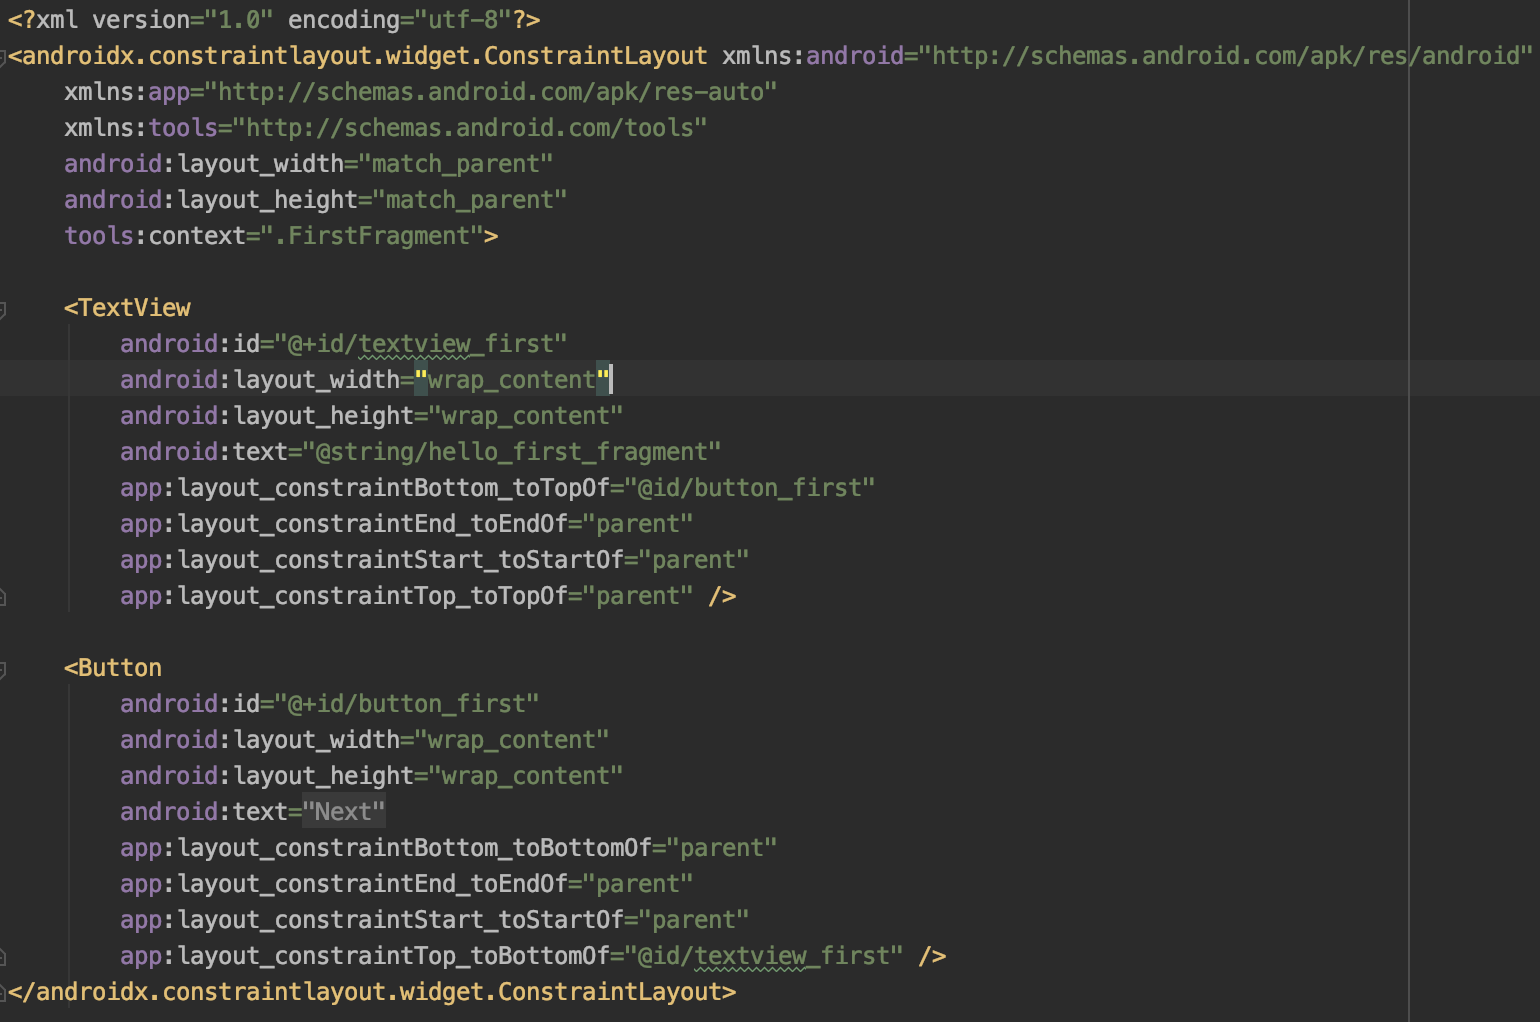 <?xml version="1.0" encoding="utf-8"?>
<androidx.constraintlayout.widget.ConstraintLayout xmlns:android="http://schemas.android.com/apk/res/android"
    xmlns:app="http://schemas.android.com/apk/res-auto"
    xmlns:tools="http://schemas.android.com/tools"
    android:layout_width="match_parent"
    android:layout_height="match_parent"
    tools:context=".FirstFragment">

    <TextView
        android:id="@+id/textview_first"
        android:layout_width="wrap_content"
        android:layout_height="wrap_content"
        android:text="@string/hello_first_fragment"
        app:layout_constraintBottom_toTopOf="@id/button_first"
        app:layout_constraintEnd_toEndOf="parent"
        app:layout_constraintStart_toStartOf="parent"
        app:layout_constraintTop_toTopOf="parent" />

    <Button
        android:id="@+id/button_first"
        android:layout_width="wrap_content"
        android:layout_height="wrap_content"
        android:text="Next"
        app:layout_constraintBottom_toBottomOf="parent"
        app:layout_constraintEnd_toEndOf="parent"
        app:layout_constraintStart_toStartOf="parent"
        app:layout_constraintTop_toBottomOf="@id/textview_first" />
</androidx.constraintlayout.widget.ConstraintLayout>